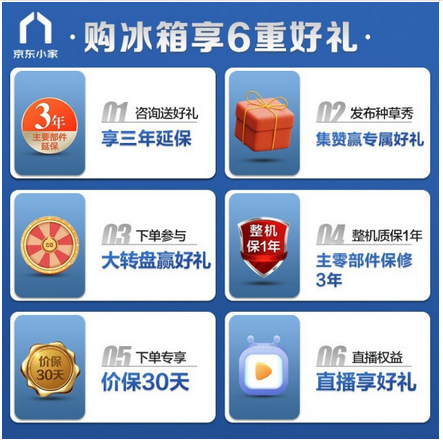 京东小家
·购冰箱享6重好礼·
3年
主要部件
延保
01 咨询送好礼
享三年延保
02 发布种草秀
集赞赢专属好礼
03 下单参与
大转盘赢好礼
整机
保1年
04 整机质保1年
主零部件保修
3年
价保
30天
05 下单专享
价保30天
06 直播权益
直播享好礼